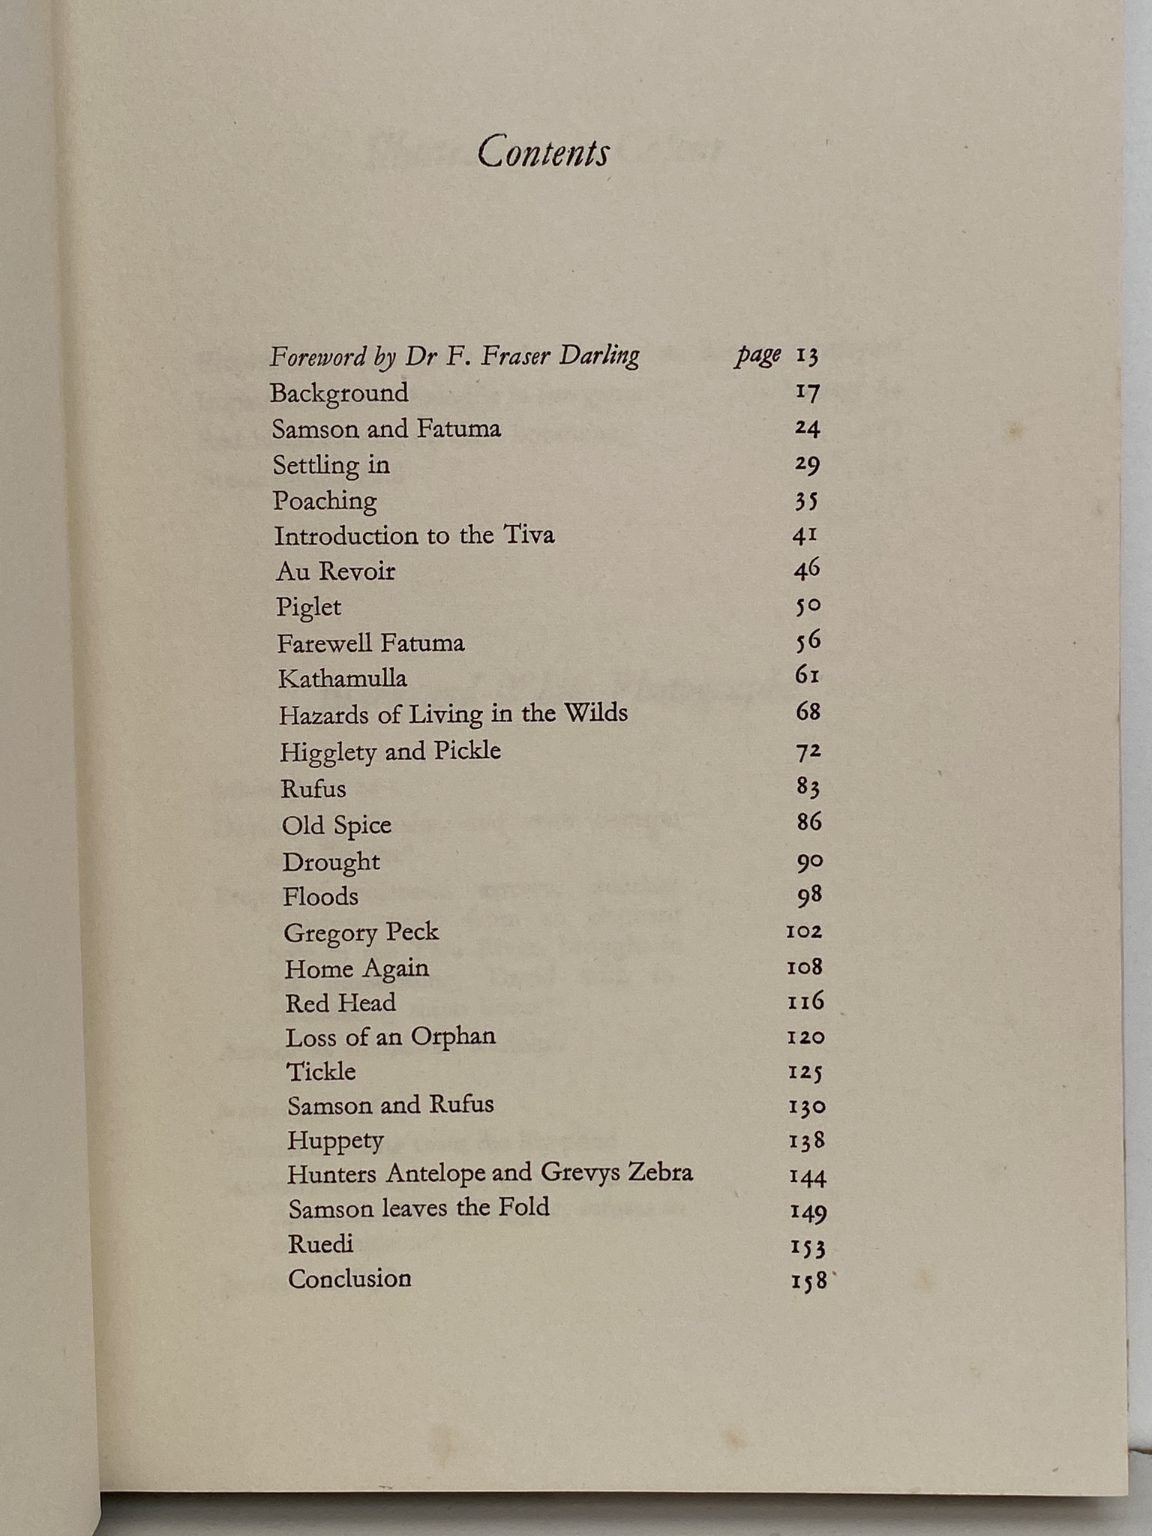 Contents
Foreword by Dr F. Fraser Darling page 13
Background 17
Samson and Fatuma 24
Settling in 29
Poaching 35
Introduction to the Tiva 41
Au Revoir 46
Piglet 50
Farewell Fatuma 56
Kathamulla 61
Hazards of Living in the Wilds 68
Higglety and Pickle 72
Rufus 83
Old Spice 86
Drought 90
Floods 98
Gregory Peck 102
Home Again 108
Red Head 116
Loss of an Orphan 120
Tickle 125
Samson and Rufus 130
Huppety 138
Hunters Antelope and Grevys Zebra 144
Samson leaves the Fold 149
Ruedi 153
Conclusion 158